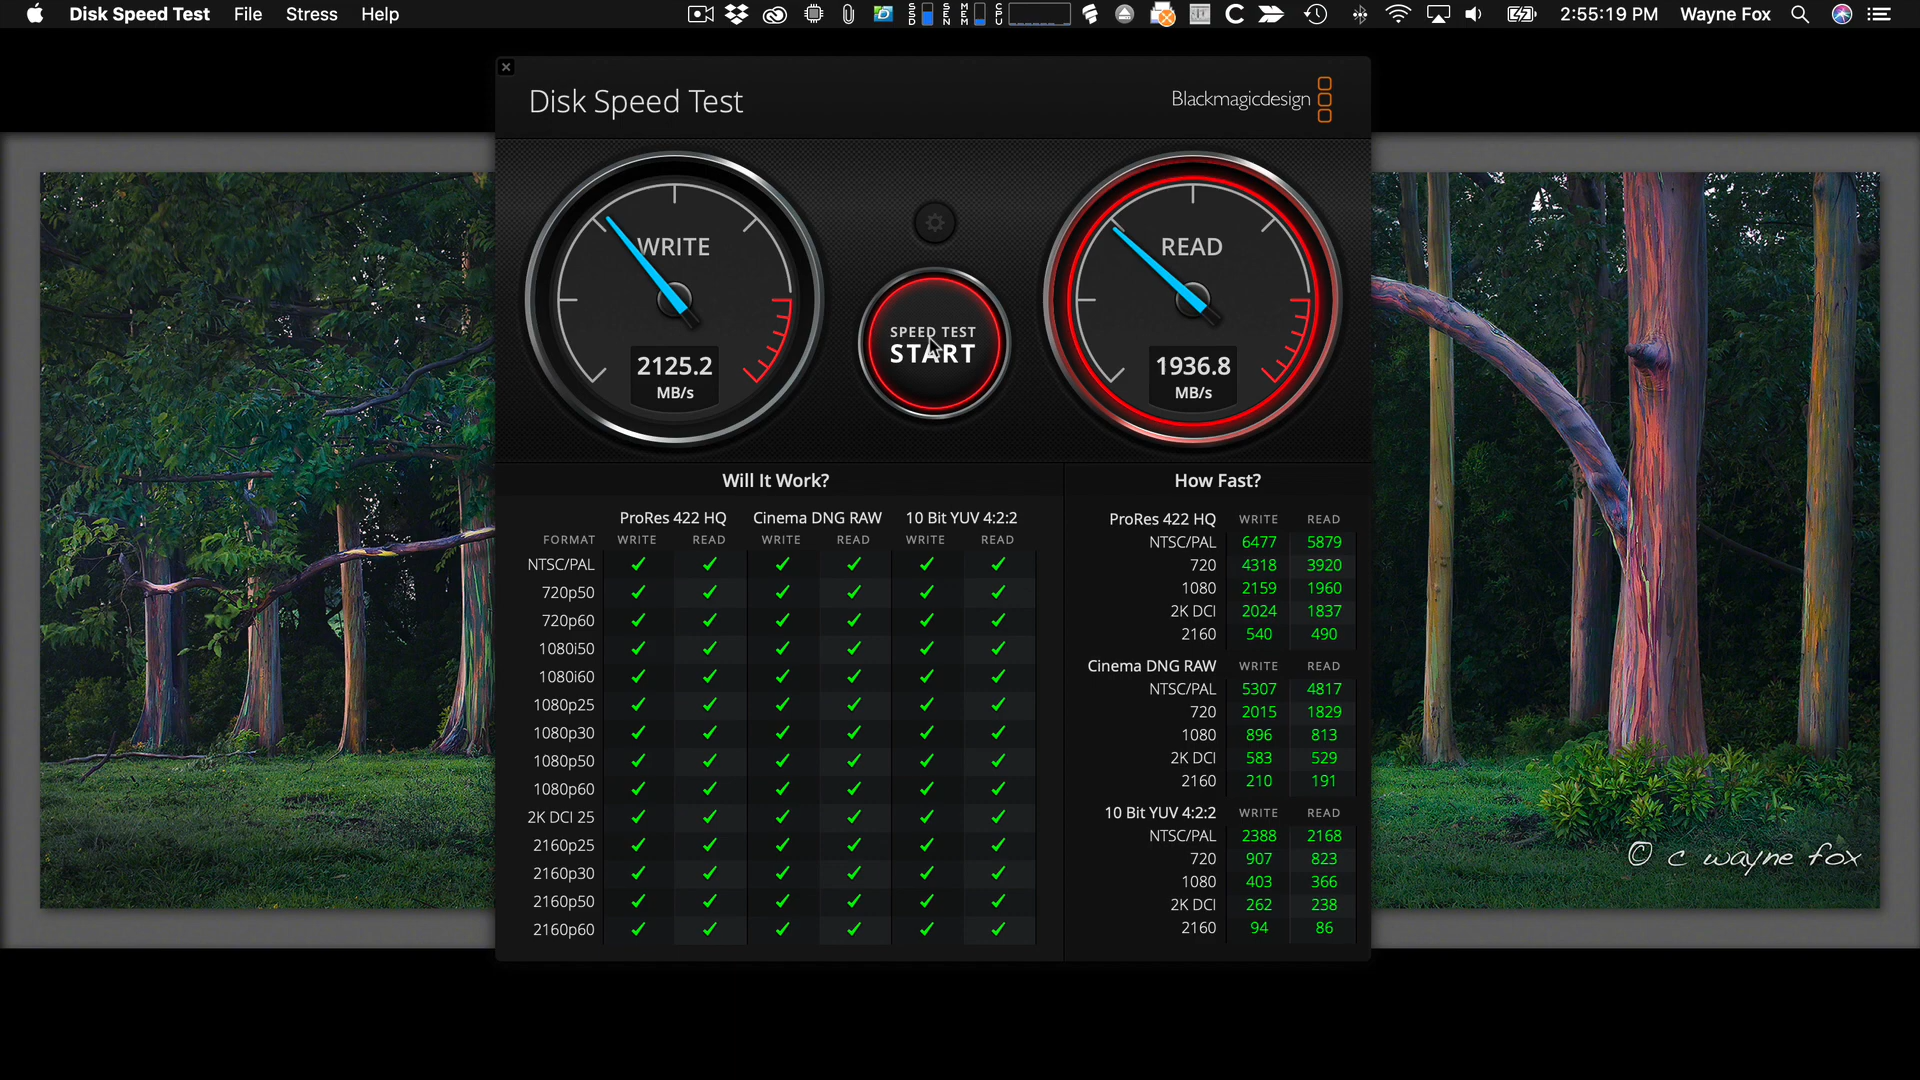 Disk Speed Test File Stress Help 2:55:19 PM Wayne Fox
SSD SEN MEM CPU
Disk Speed Test
Blackmagicdesign
WRITE
2125.2
MB/s
SPEED TEST
START
READ
1936.8
MB/s
Will It Work?
ProRes 422 HQ Cinema DNG RAW 10 Bit YUV 4:2:2
FORMAT WRITE READ WRITE READ WRITE READ
NTSC/PAL ✓ ✓ ✓ ✓ ✓ ✓
720p50 ✓ ✓ ✓ ✓ ✓ ✓
720p60 ✓ ✓ ✓ ✓ ✓ ✓
1080i50 ✓ ✓ ✓ ✓ ✓ ✓
1080i60 ✓ ✓ ✓ ✓ ✓ ✓
1080p25 ✓ ✓ ✓ ✓ ✓ ✓
1080p30 ✓ ✓ ✓ ✓ ✓ ✓
1080p50 ✓ ✓ ✓ ✓ ✓ ✓
1080p60 ✓ ✓ ✓ ✓ ✓ ✓
2K DCI 25 ✓ ✓ ✓ ✓ ✓ ✓
2160p25 ✓ ✓ ✓ ✓ ✓ ✓
2160p30 ✓ ✓ ✓ ✓ ✓ ✓
2160p50 ✓ ✓ ✓ ✓ ✓ ✓
2160p60 ✓ ✓ ✓ ✓ ✓ ✓
How Fast?
ProRes 422 HQ WRITE READ
NTSC/PAL 6477 5879
720 4318 3920
1080 2159 1960
2K DCI 2024 1837
2160 540 490
Cinema DNG RAW WRITE READ
NTSC/PAL 5307 4817
720 2015 1829
1080 896 813
2K DCI 583 529
2160 210 191
10 Bit YUV 4:2:2 WRITE READ
NTSC/PAL 2388 2168
720 907 823
1080 403 366
2K DCI 262 238
2160 94 86
© c wayne fox